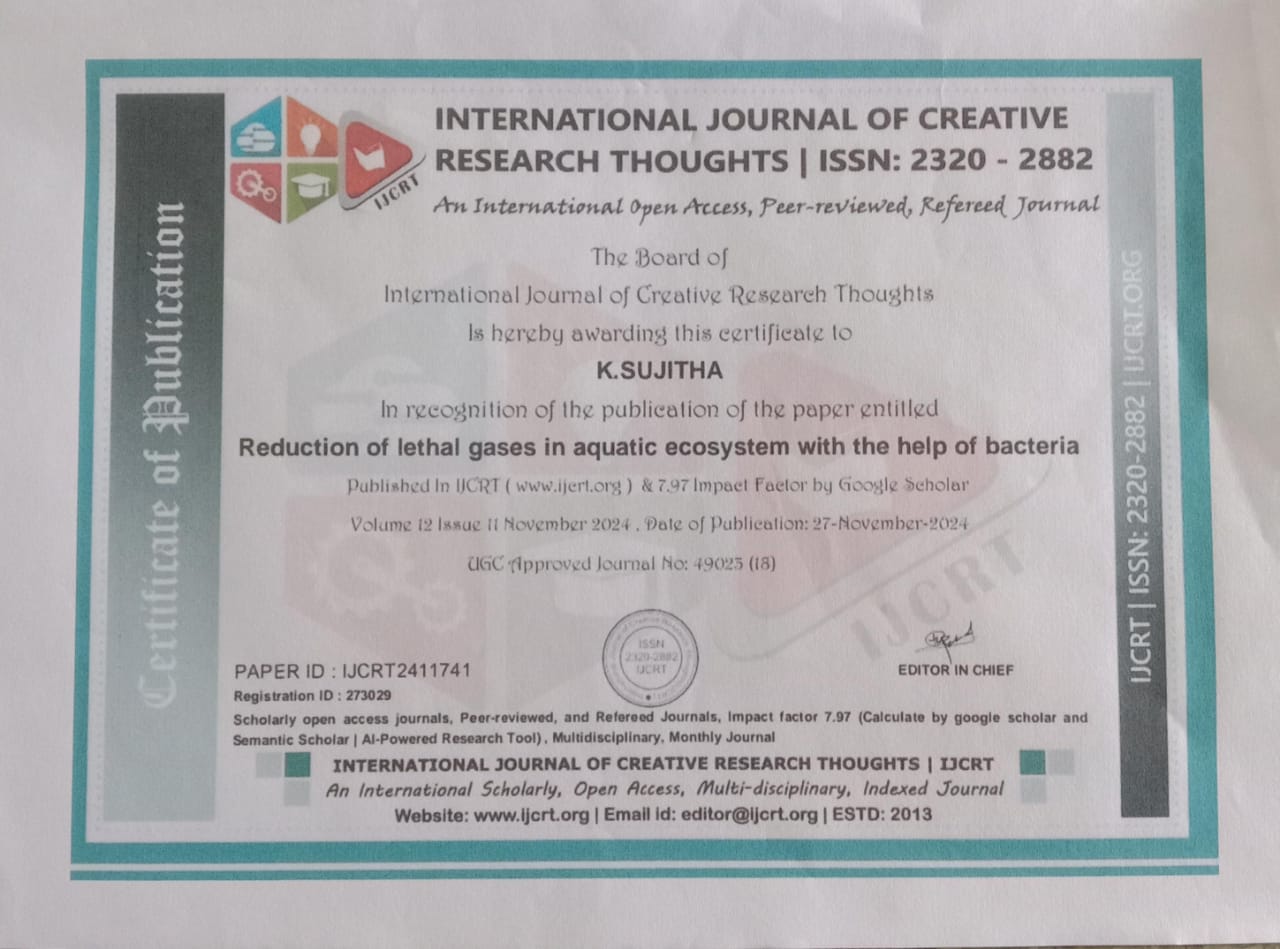 Certificate of Publication
IJCRT
INTERNATIONAL JOURNAL OF CREATIVE
RESEARCH THOUGHTS | ISSN: 2320 - 2882
An International Open Access, Peer-reviewed, Refereed Journal
The Board of
International Journal of Creative Research Thoughts
Is hereby awarding this certificate to
K.SUJITHA
In recognition of the publication of the paper entitled
Reduction of lethal gases in aquatic ecosystem with the help of bacteria
Published In IJCRT ( www.ijcrt.org ) & 7.97 Impact Factor by Google Scholar
Volume 12 Issue 11 November 2024 , Date of Publication: 27-November-2024
UGC Approved Journal No: 49023 (18)
IJCRT
ISSN
2320-2882
IJCRT
PAPER ID : IJCRT2411741
Registration ID : 273029
EDITOR IN CHIEF
Scholarly open access journals, Peer-reviewed, and Refereed Journals, Impact factor 7.97 (Calculate by google scholar and
Semantic Scholar | AI-Powered Research Tool) , Multidisciplinary, Monthly Journal
INTERNATIONAL JOURNAL OF CREATIVE RESEARCH THOUGHTS | IJCRT
An International Scholarly, Open Access, Multi-disciplinary, Indexed Journal
Website: www.ijcrt.org | Email id: editor@ijcrt.org | ESTD: 2013
IJCRT | ISSN: 2320-2882 | IJCRT.ORG